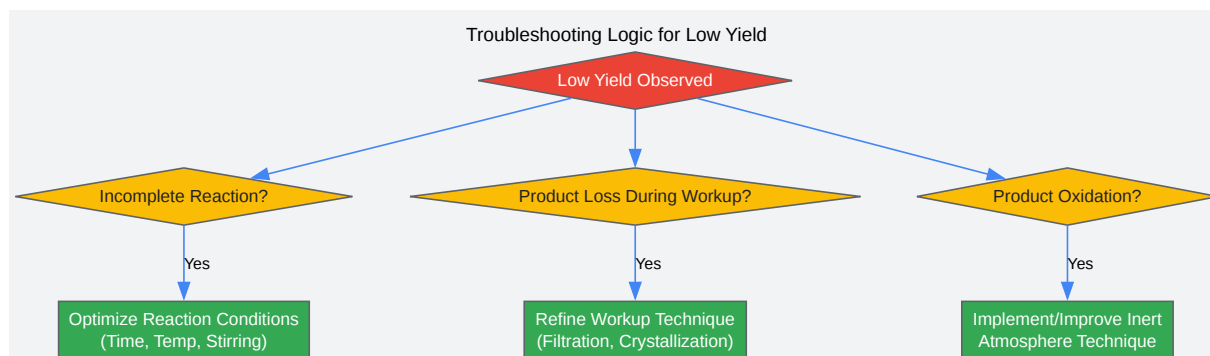 Troubleshooting Logic for Low Yield
Low Yield Observed
Incomplete Reaction?
Product Loss During Workup?
Product Oxidation?
Yes
Yes
Yes
Optimize Reaction Conditions
(Time, Temp, Stirring)
Refine Workup Technique
(Filtration, Crystallization)
Implement/Improve Inert
Atmosphere Technique